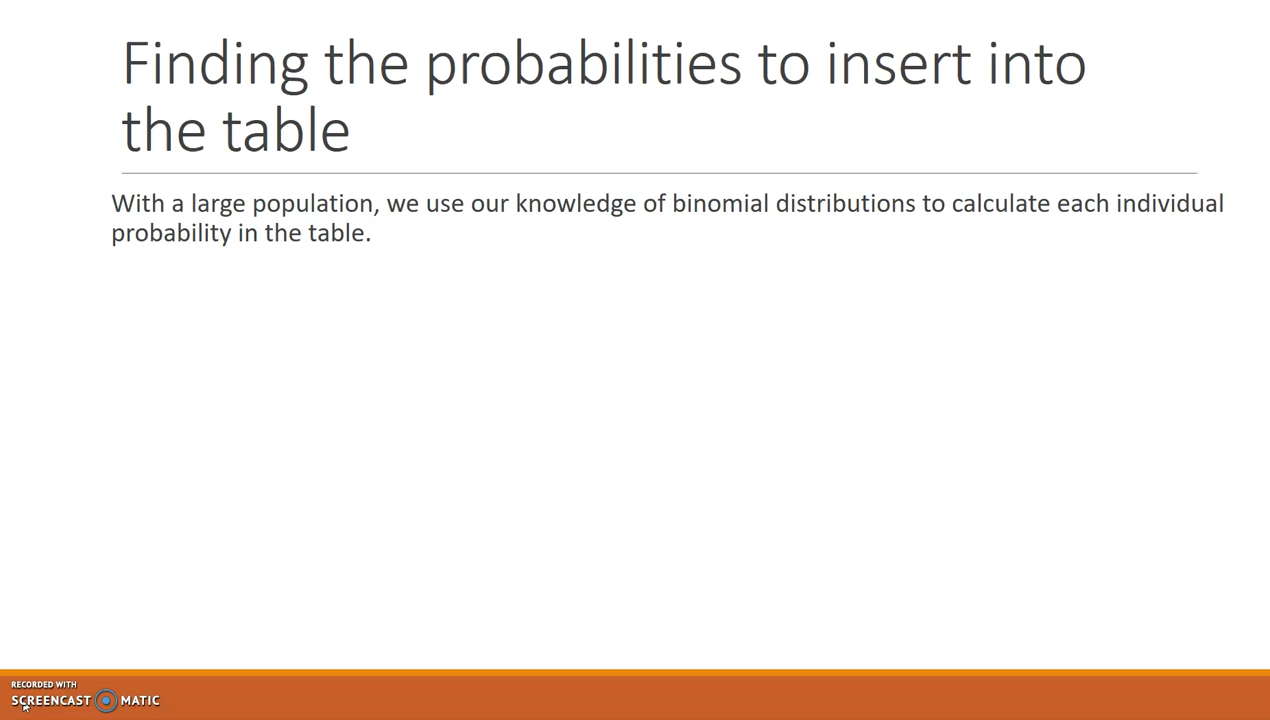 Finding the probabilities to insert into
the table
With a large population, we use our knowledge of binomial distributions to calculate each individual
probability in the table.
RECORDED WITH
SCREENCAST MATIC